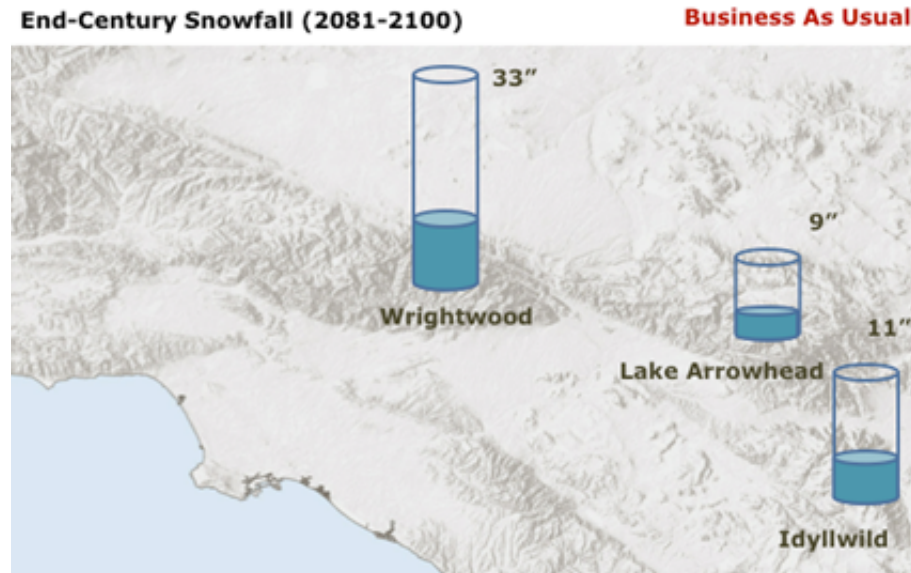 End-Century Snowfall (2081-2100)
Business As Usual
33”
Wrightwood
9”
Lake Arrowhead
11”
Idyllwild